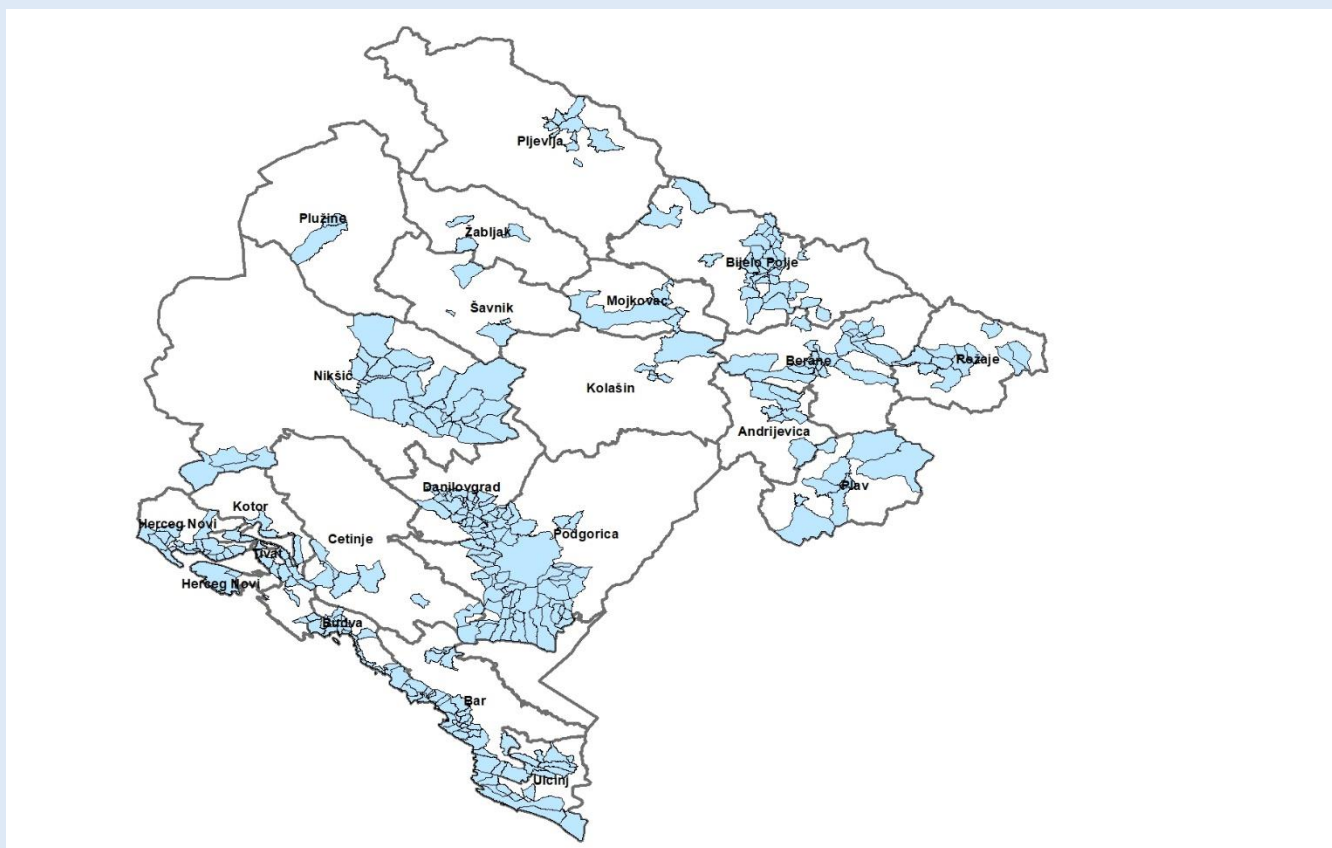 Pljevlja
Plužine
Žabljak
Bijelo Polje
Šavnik
Mojkovac
Berane
Rožaje
Nikšić
Kolašin
Andrijevica
Danilovgrad
Plav
Kotor
Herceg Novi
Podgorica
Cetinje
Tivat
Herceg Novi
Budva
Bar
Ulcinj